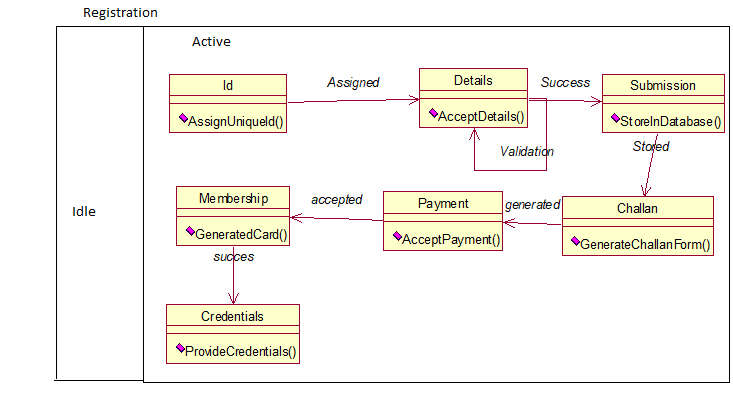 Registration
Active
Id
Assigned
Details
Success
Submission
AssignUniqueId()
AcceptDetails()
StoreInDatabase()
Validation
Stored
Idle
Membership
accepted
Payment
generated
Challan
GeneratedCard()
AcceptPayment()
GenerateChallanForm()
succes
Credentials
ProvideCredentials()